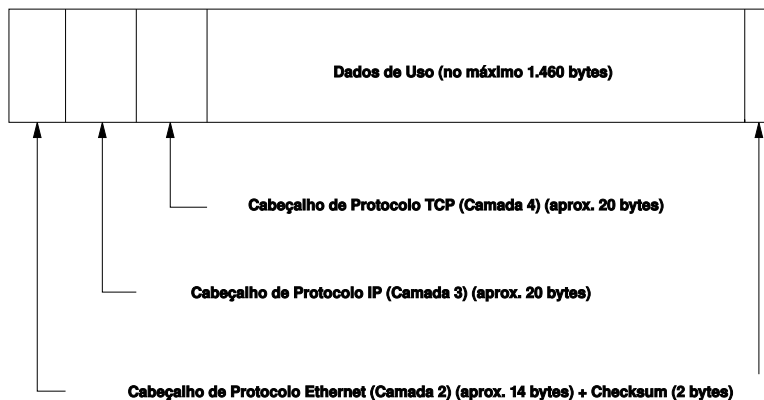 Dados de Uso (no máximo 1.460 bytes)
Cabeçalho de Protocolo TCP (Camada 4) (aprox. 20 bytes)
Cabeçalho de Protocolo IP (Camada 3) (aprox. 20 bytes)
Cabeçalho de Protocolo Ethernet (Camada 2) (aprox. 14 bytes) + Checksum (2 bytes)